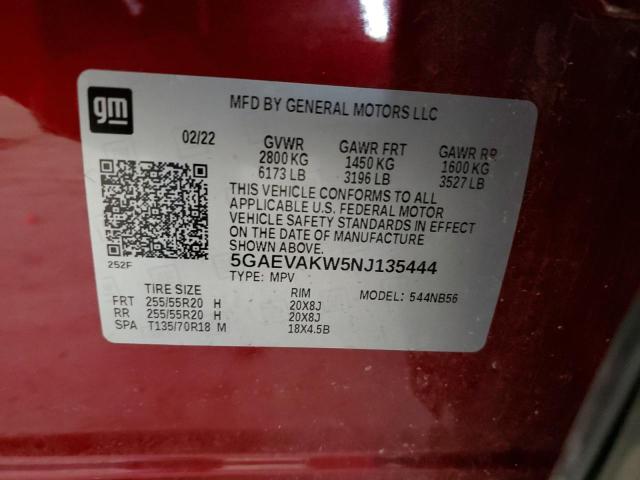 gm
MFD BY GENERAL MOTORS LLC
02/22 GVWR GAWR FRT GAWR RR
2800 KG 1450 KG 1600 KG
6173 LB 3196 LB 3527 LB
THIS VEHICLE CONFORMS TO ALL
APPLICABLE U.S. FEDERAL MOTOR
VEHICLE SAFETY STANDARDS IN EFFECT
ON THE DATE OF MANUFACTURE
SHOWN ABOVE.
252F
5GAEVAKW5NJ135444
TYPE: MPV
TIRE SIZE RIM MODEL: 544NB56
FRT 255/55R20 H 20X8J
RR 255/55R20 H 20X8J
SPA T135/70R18 M 18X4.5B